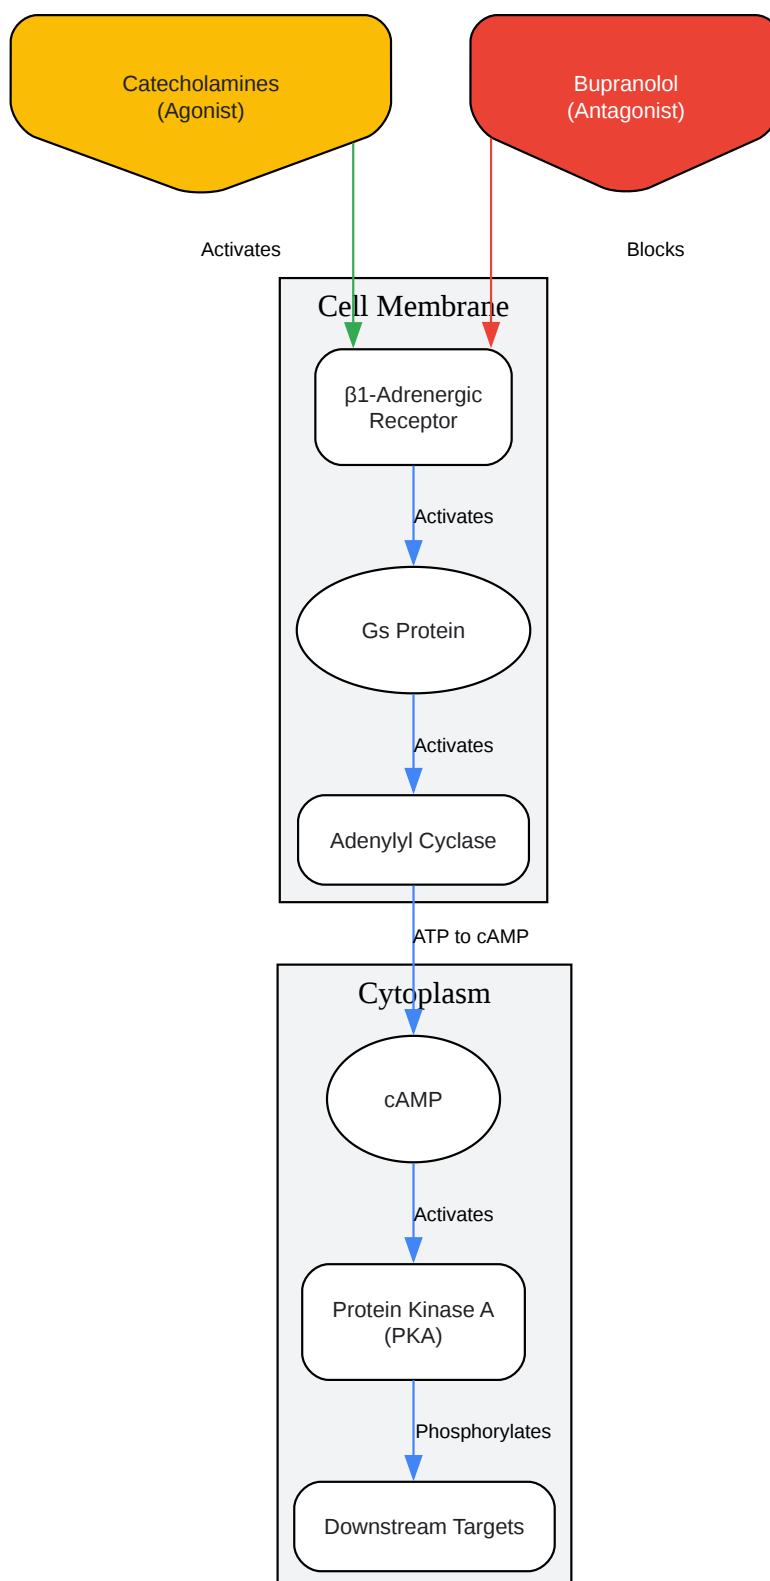 Catecholamines
(Agonist)
Bupranolol
(Antagonist)
Activates
Blocks
Cell Membrane
β1-Adrenergic
Receptor
Activates
Gs Protein
Activates
Adenylyl Cyclase
ATP to cAMP
Cytoplasm
cAMP
Activates
Protein Kinase A
(PKA)
Phosphorylates
Downstream Targets